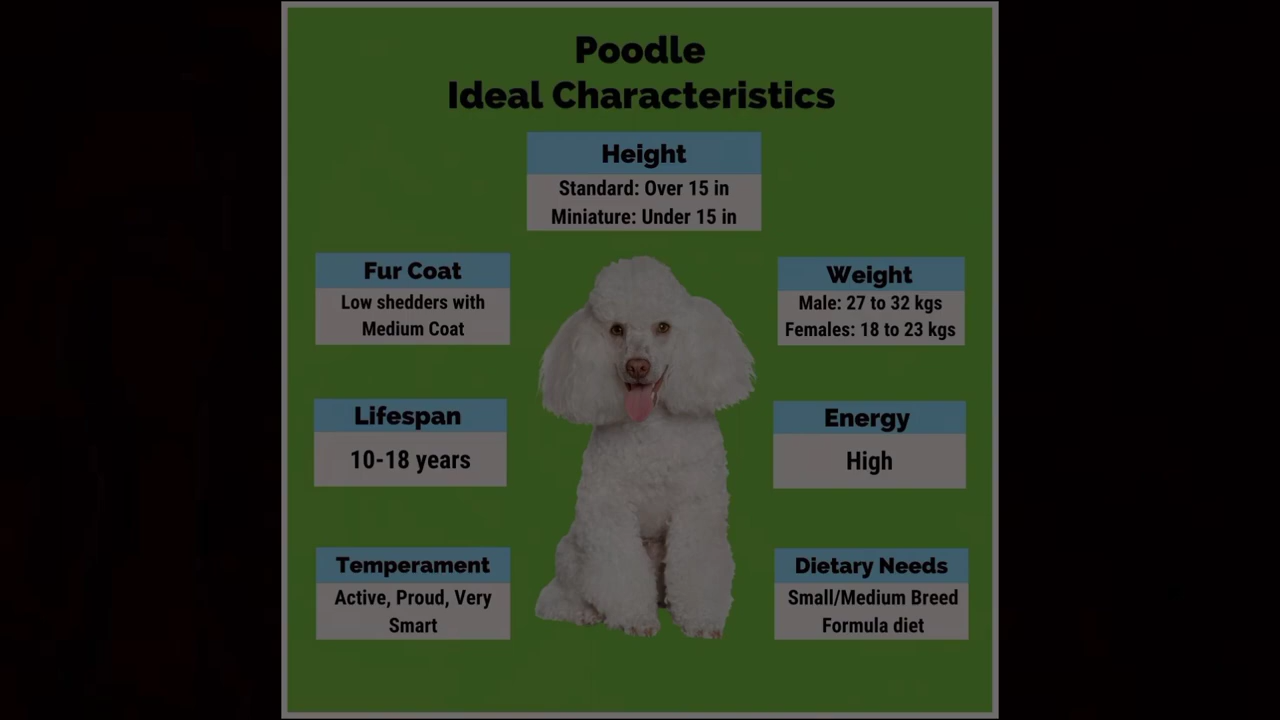 Poodle
Ideal Characteristics
Height
Standard: Over 15 in
Miniature: Under 15 in
Fur Coat
Low shedders with
Medium Coat
Weight
Male: 27 to 32 kgs
Females: 18 to 23 kgs
Lifespan
10-18 years
Energy
High
Temperament
Active, Proud, Very
Smart
Dietary Needs
Small/Medium Breed
Formula diet